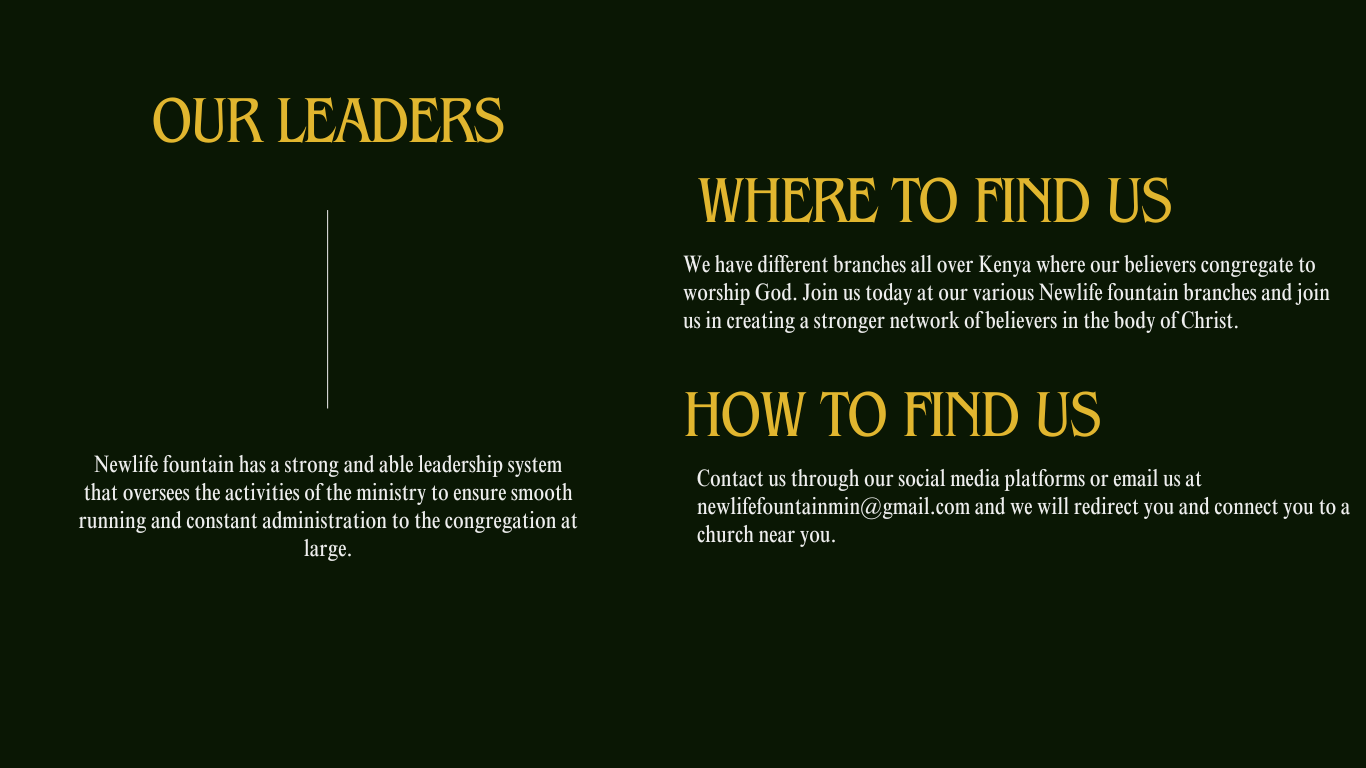 OUR LEADERS
Newlife fountain has a strong and able leadership system
that oversees the activities of the ministry to ensure smooth
running and constant administration to the congregation at
large.
WHERE TO FIND US
We have different branches all over Kenya where our believers congregate to
worship God. Join us today at our various Newlife fountain branches and join
us in creating a stronger network of believers in the body of Christ.
HOW TO FIND US
Contact us through our social media platforms or email us at
newlifefountainmin@gmail.com and we will redirect you and connect you to a
church near you.